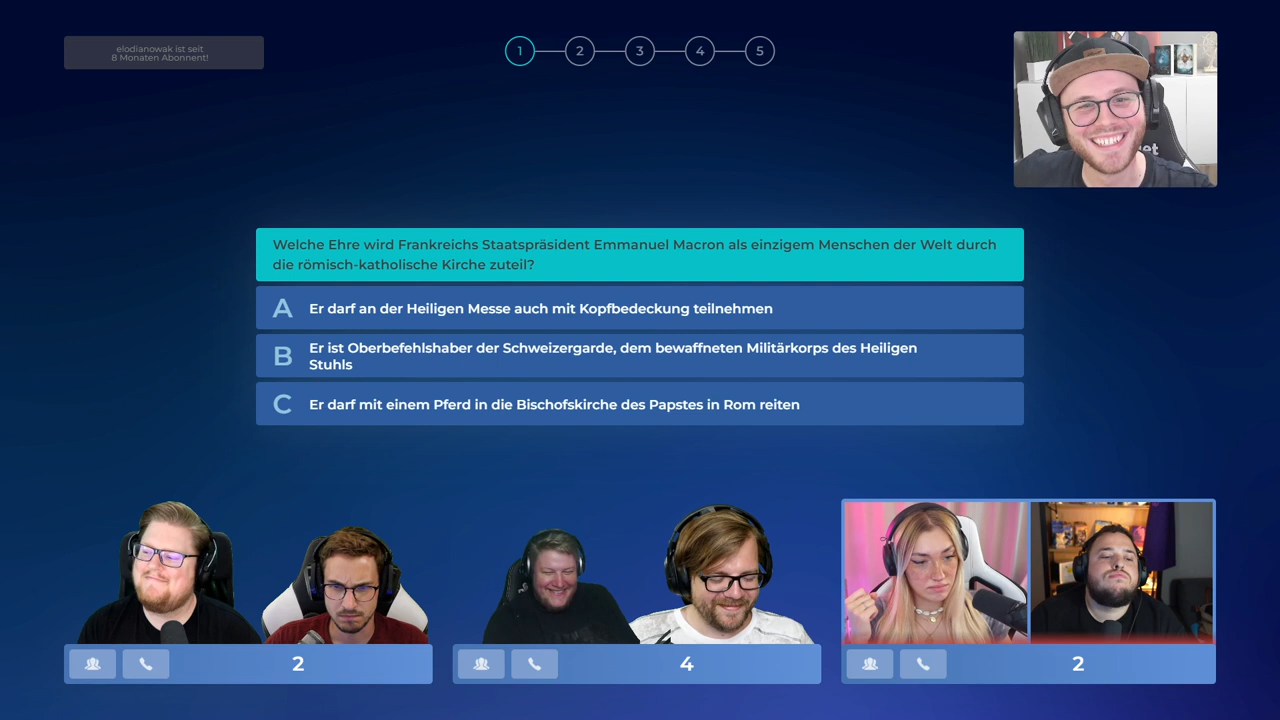 elodianowak ist seit
8 Monaten Abonnent!
1 2 3 4 5
Welche Ehre wird Frankreichs Staatspräsident Emmanuel Macron als einzigem Menschen der Welt durch
die römisch-katholische Kirche zuteil?
A Er darf an der Heiligen Messe auch mit Kopfbedeckung teilnehmen
B Er ist Oberbefehlshaber der Schweizergarde, dem bewaffneten Militärkorps des Heiligen
Stuhls
C Er darf mit einem Pferd in die Bischofskirche des Papstes in Rom reiten
2 4 2